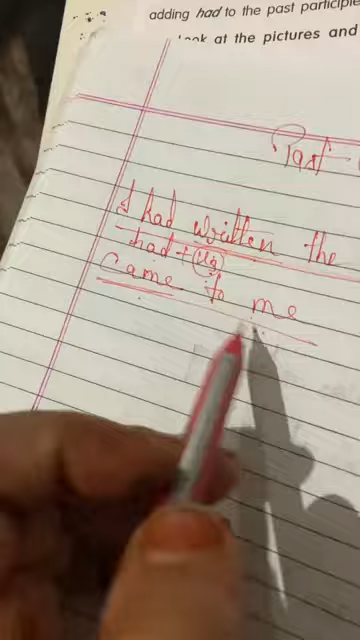 adding had to the past participle
Look at the pictures and
Past
I had written the
had + V3
Came to me